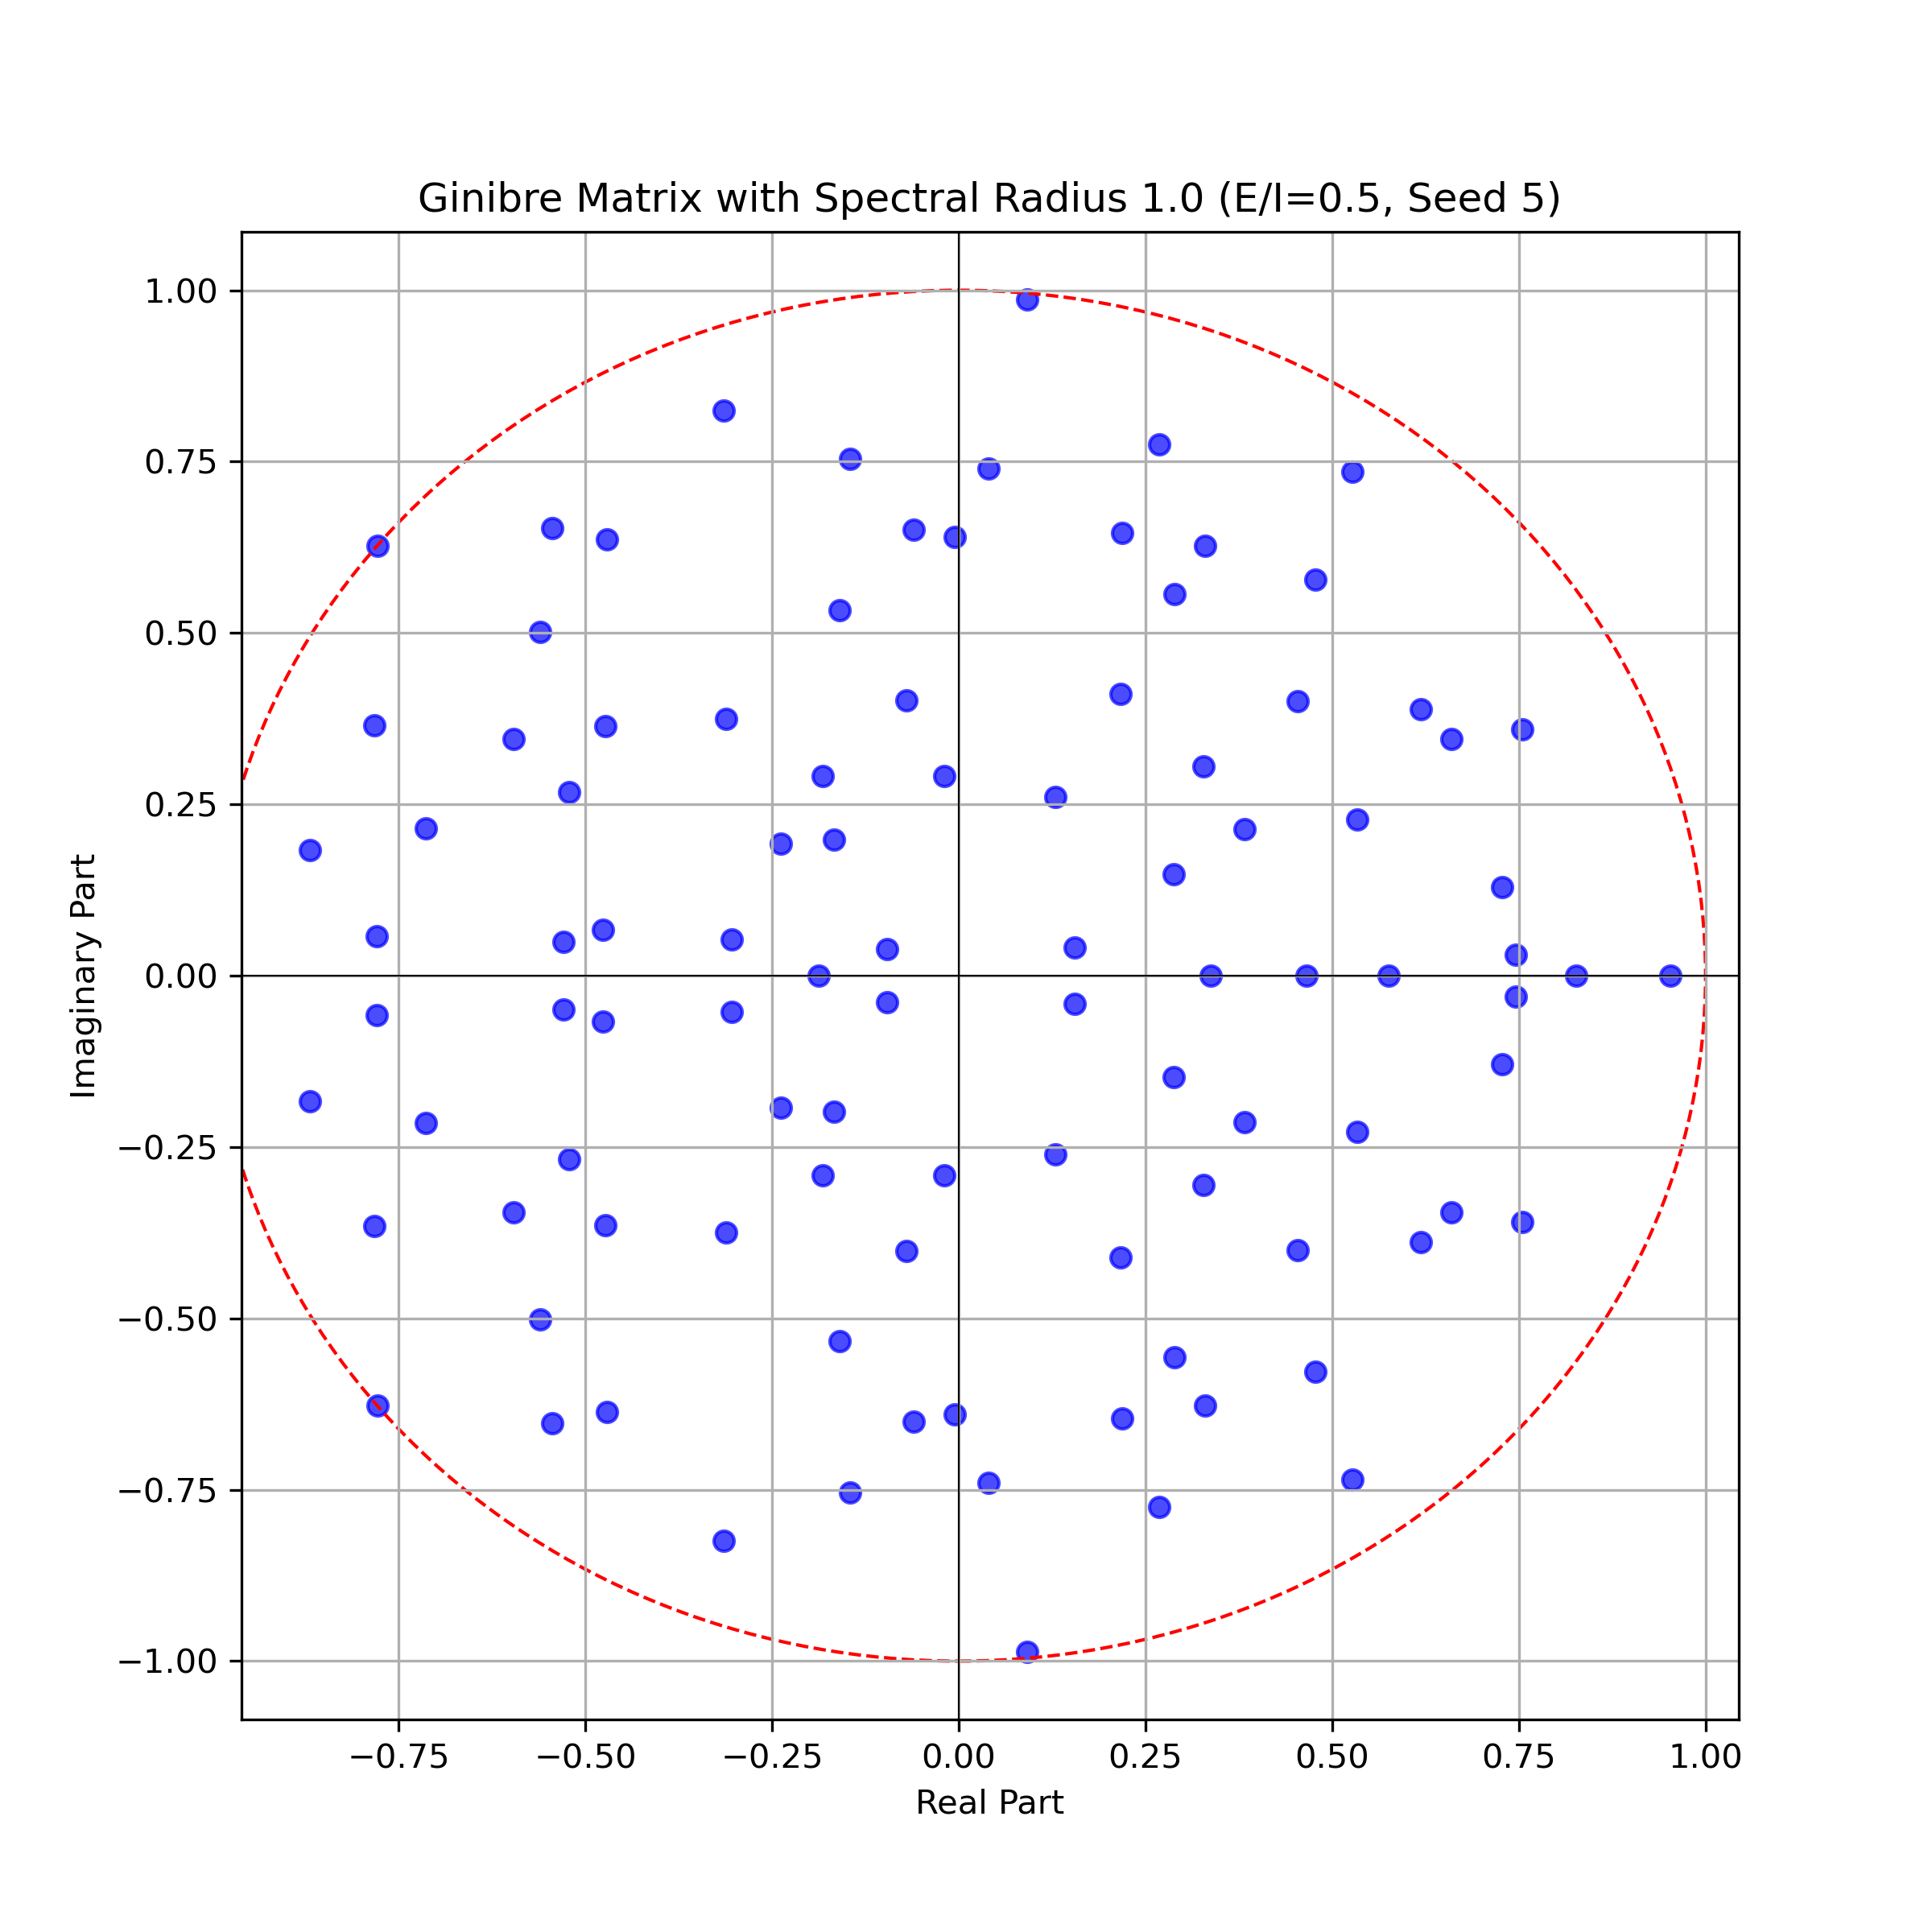 Ginibre Matrix with Spectral Radius 1.0 (E/I=0.5, Seed 5)
1.00
0.75
0.50
0.25
0.00
−0.25
−0.50
−0.75
−1.00
Imaginary Part
−0.75 −0.50 −0.25 0.00 0.25 0.50 0.75 1.00
Real Part